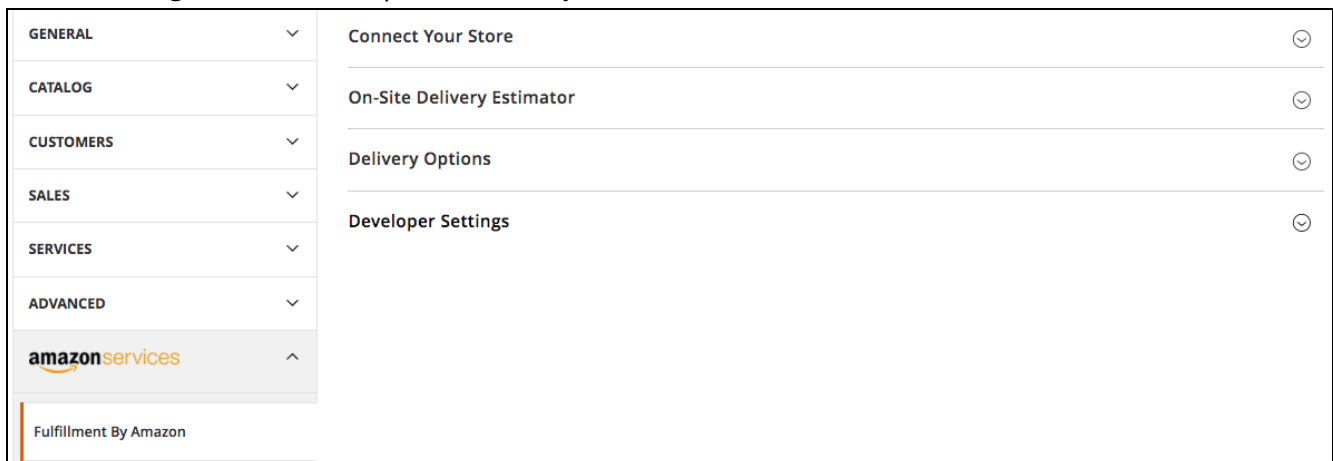 GENERAL
CATALOG
CUSTOMERS
SALES
SERVICES
ADVANCED
amazonservices
Fulfillment By Amazon
Connect Your Store
On-Site Delivery Estimator
Delivery Options
Developer Settings